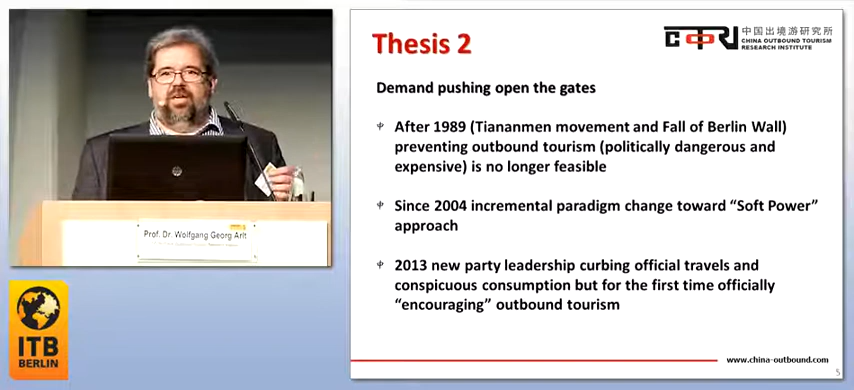 Prof. Dr. Wolfgang Georg Arlt
ITB
BERLIN
Thesis 2
中国出境游研究所
CHINA OUTBOUND TOURISM
RESEARCH INSTITUTE
Demand pushing open the gates
After 1989 (Tiananmen movement and Fall of Berlin Wall)
preventing outbound tourism (politically dangerous and
expensive) is no longer feasible
Since 2004 incremental paradigm change toward “Soft Power”
approach
2013 new party leadership curbing official travels and
conspicuous consumption but for the first time officially
“encouraging” outbound tourism
www.china-outbound.com
5